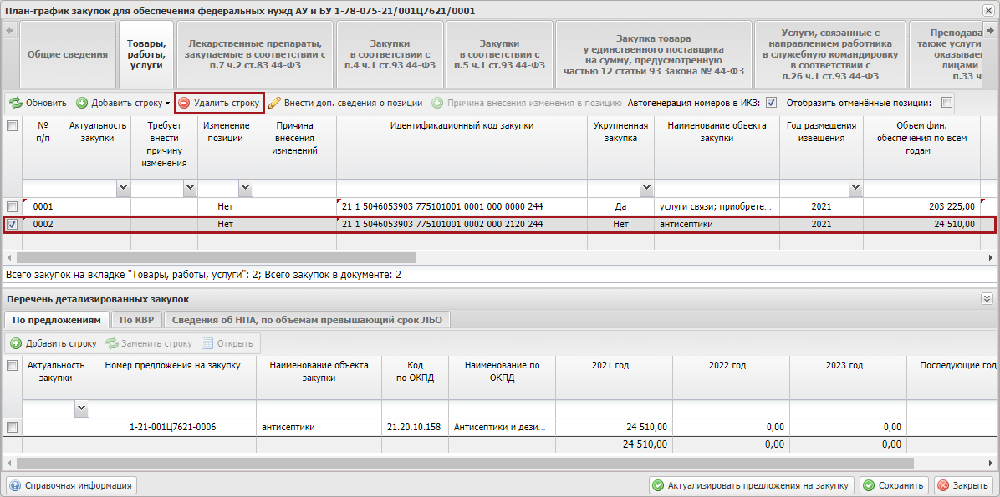 План-график закупок для обеспечения федеральных нужд АУ и БУ 1-78-075-21/001Ц7621/0001
Общие сведения
Товары,
работы,
услуги
Лекарственные препараты,
закупаемые в соответствии с
п.7 ч.2 ст.83 44-ФЗ
Закупки
в соответствии с
п.4 ч.1 ст.93 44-ФЗ
Закупки
в соответствии с
п.5 ч.1 ст.93 44-ФЗ
Закупка товара
у единственного поставщика
на сумму, предусмотренную
частью 12 статьи 93 Закона № 44-ФЗ
Услуги, связанные с
направлением работника
в служебную командировку
в соответствии с
п.26 ч.1 ст.93 44-ФЗ
Преподава
также услуги
оказываем
лицами
п.33 ч.
Обновить Добавить строку Удалить строку Внести доп. сведения о позиции Причина внесения изменения в позицию Автогенерация номеров в ИКЗ: Отобразить отменённые позиции:
№
п/п
Актуальность
закупки
Требует
внести
причину
изменения
Изменение
позиции
Причина
внесения
изменений
Идентификационный код закупки
Укрупненная
закупка
Наименование объекта
закупки
Год размещения
извещения
Объем фин.
обеспечения по всем
годам
0001 Нет 21 1 5046053903 775101001 0001 000 0000 244 Да услуги связи; приобрете... 2021 203 225,00
0002 Нет 21 1 5046053903 775101001 0002 000 2120 244 Нет антисептики 2021 24 510,00
Всего закупок на вкладке "Товары, работы, услуги": 2; Всего закупок в документе: 2
Перечень детализированных закупок
По предложениям По КВР Сведения об НПА, по объемам превышающий срок ЛБО
Добавить строку Заменить строку Открыть
Актуальность
закупки
Номер предложения на закупку
Наименование объекта
закупки
Код
по ОКПД
Наименование по
ОКПД
2021 год
2022 год
2023 год
Последующие год
1-21-001Ц7621-0006 антисептики 21.20.10.158 Антисептики и дези... 24 510,00 0,00 0,00
24 510,00 0,00 0,00
Справочная информация Актуализировать предложения на закупку Сохранить Закрыть